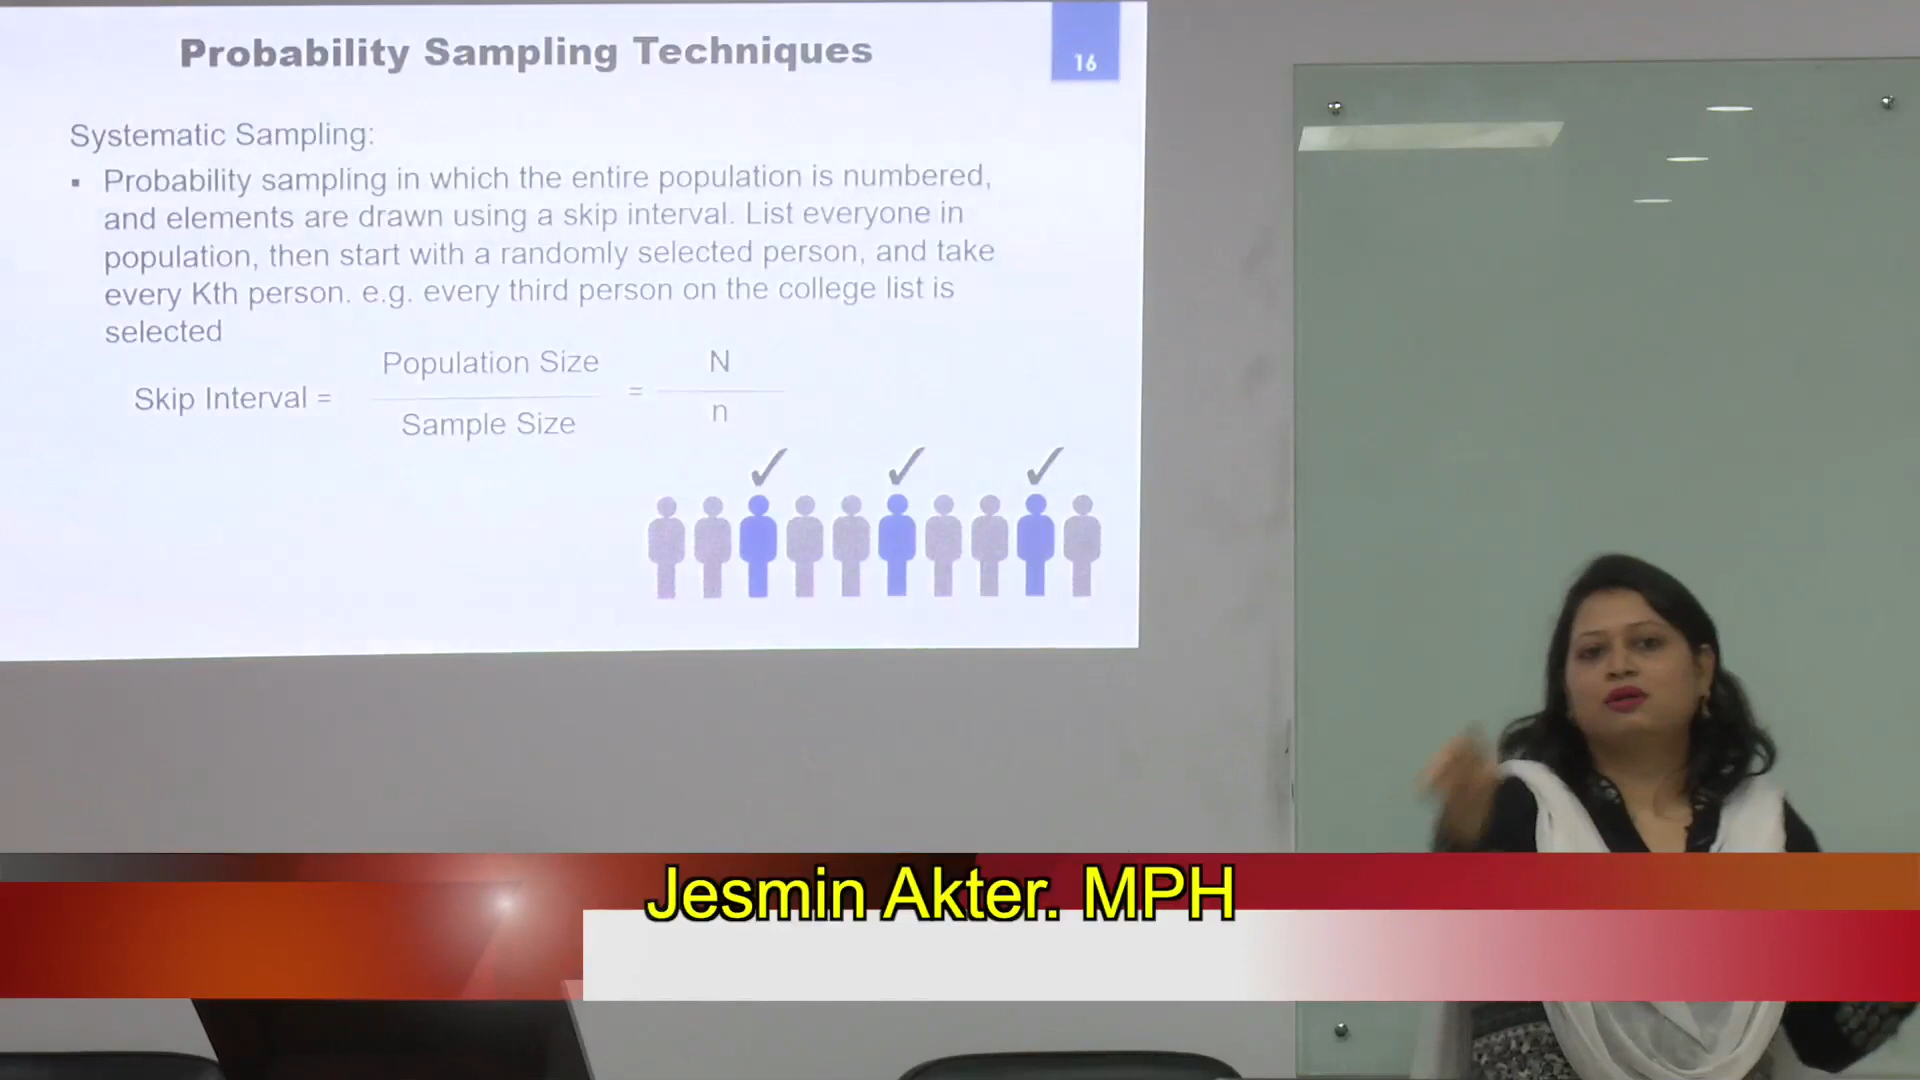 Probability Sampling Techniques
16
Systematic Sampling:
▪ Probability sampling in which the entire population is numbered,
and elements are drawn using a skip interval. List everyone in
population, then start with a randomly selected person, and take
every Kth person. e.g. every third person on the college list is
selected
Skip Interval = Population Size = N
Sample Size n
✓ ✓ ✓
Jesmin Akter. MPH